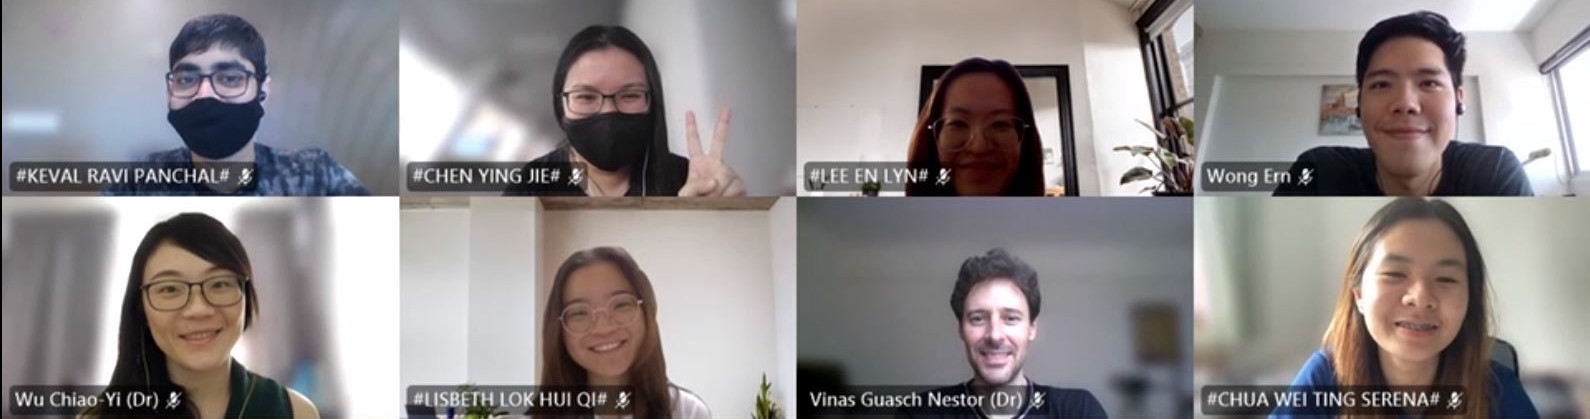 #KEVAL RAVI PANCHAL#
#CHEN YING JIE#
#LEE EN LYN#
Wong Ern
Wu Chiao-Yi (Dr)
#LISBETH LOK HUI QI#
Vinas Guasch Nestor (Dr)
#CHUA WEI TING SERENA#